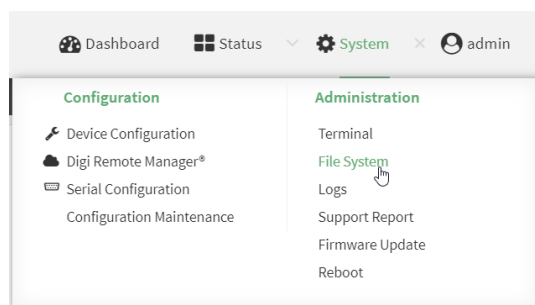 Dashboard Status System admin
Configuration
Device Configuration
Digi Remote Manager®
Serial Configuration
Configuration Maintenance
Administration
Terminal
File System
Logs
Support Report
Firmware Update
Reboot